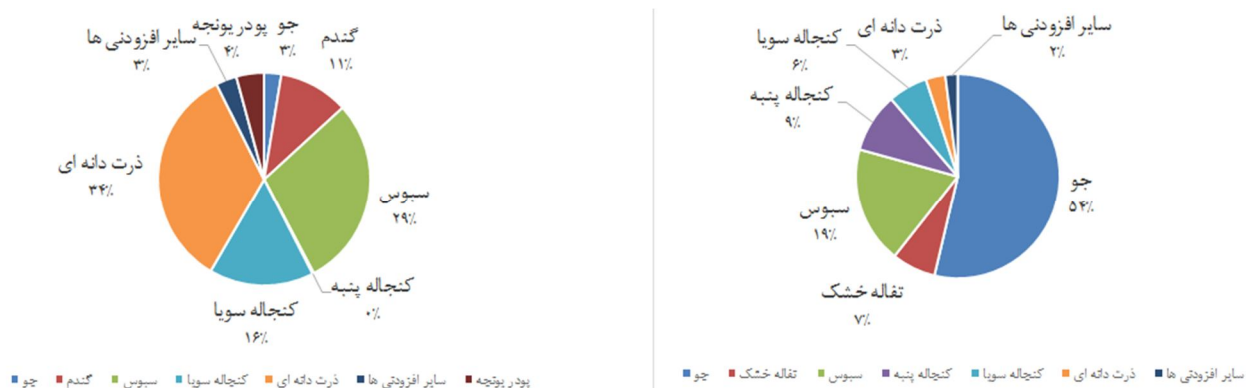 سایر افزودنی ها
۲٪
ذرت دانه ای
۳٪
کنجاله سویا
۶٪
کنجاله پنبه
۹٪
سبوس
۱۹٪
تفاله خشک
۷٪
جو
۵۴٪
جو تفاله خشک سبوس کنجاله پنبه کنجاله سویا ذرت دانه ای سایر افزودنی ها
جو
۳٪
پودر یونجه
۴٪
سایر افزودنی ها
۳٪
گندم
۱۱٪
ذرت دانه ای
۳۴٪
سبوس
۲۹٪
کنجاله پنبه
۰٪
کنجاله سویا
۱۶٪
جو گندم سبوس کنجاله سویا ذرت دانه ای سایر افزودنی ها پودر یونجه